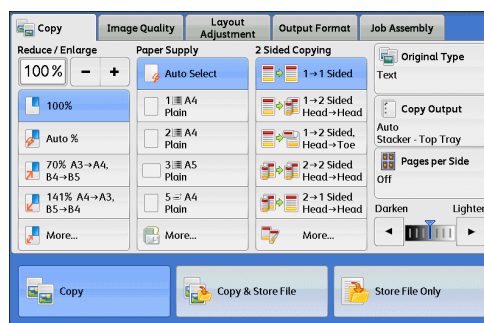 Copy
Image Quality
Layout
Adjustment
Output Format
Job Assembly
Reduce / Enlarge
100 %
−
+
100%
Auto %
70% A3→A4,
B4→B5
141% A4→A3,
B5→B4
More...
Paper Supply
Auto Select
1 A4
Plain
2 A4
Plain
3 A5
Plain
5 A4
Plain
More...
2 Sided Copying
1→1 Sided
1→2 Sided
Head→Head
1→2 Sided,
Head→Toe
2→2 Sided
Head→Head
2→1 Sided
Head→Head
More...
Original Type
Text
Copy Output
Auto
Stacker - Top Tray
Pages per Side
Off
Darken
Lighter
Copy
Copy & Store File
Store File Only